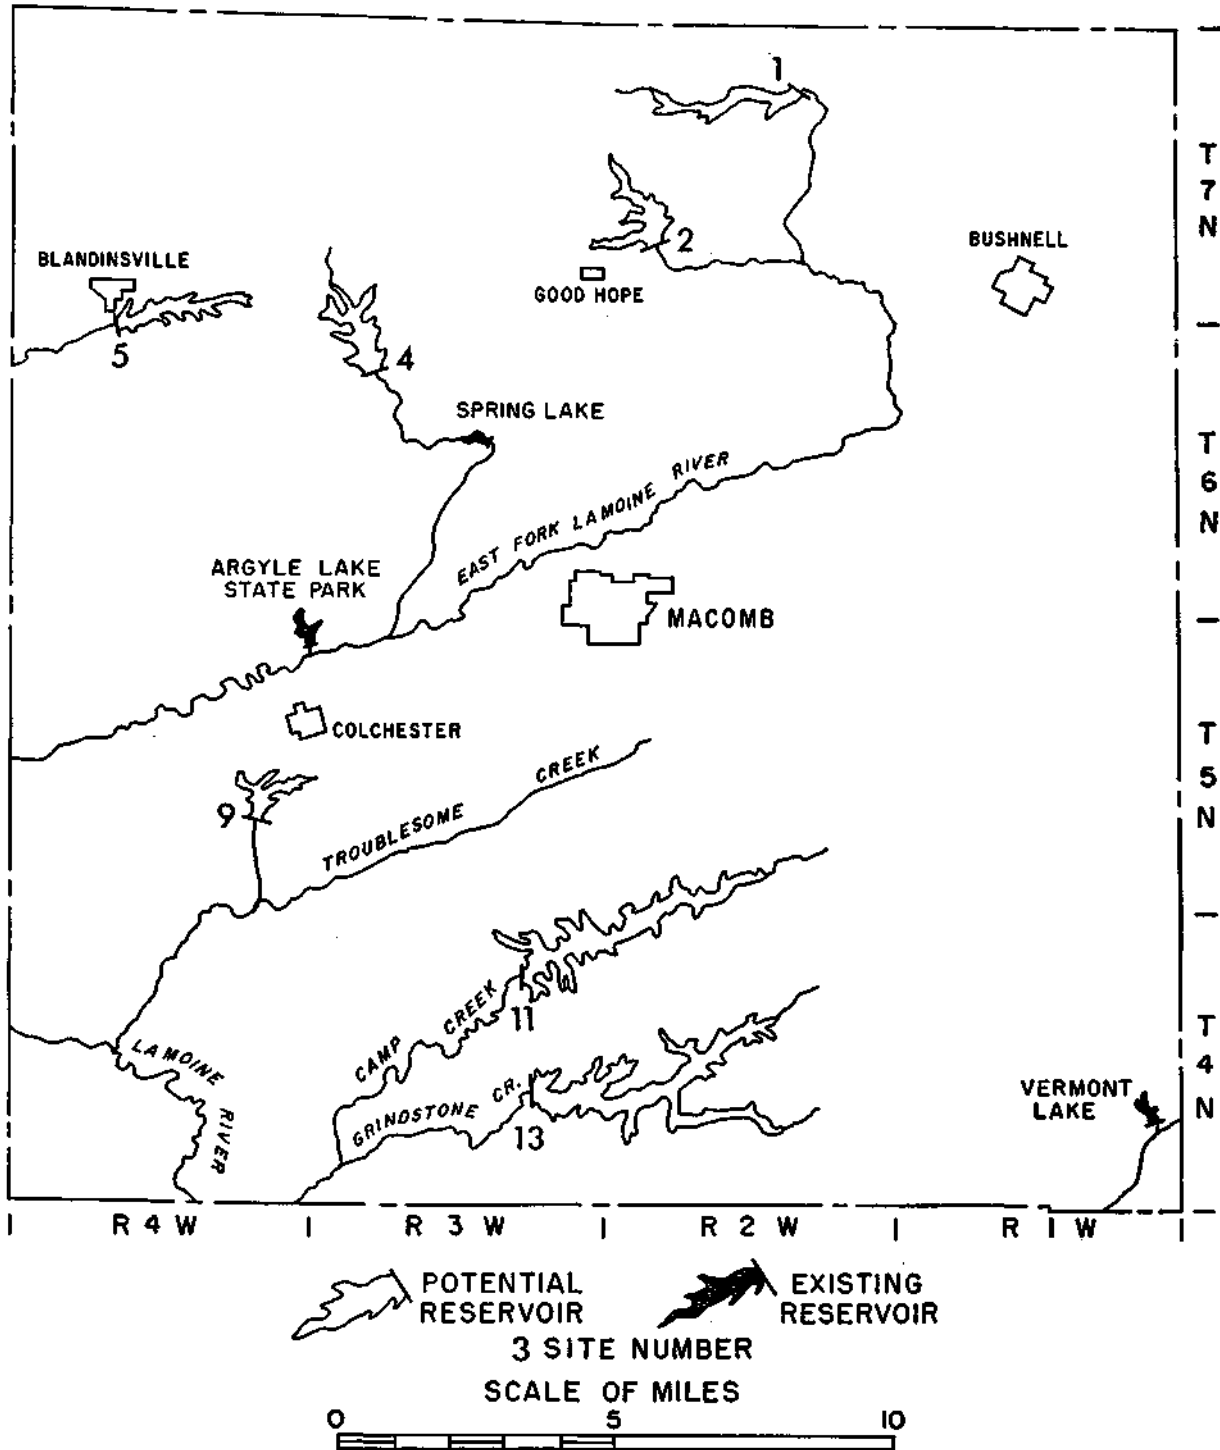 1
T
7
N
2
BUSHNELL
BLANDINSVILLE
GOOD HOPE
5
4
SPRING LAKE
T
6
N
EAST FORK LAMOINE RIVER
ARGYLE LAKE
STATE PARK
MACOMB
COLCHESTER
T
5
N
9
TROUBLESOME CREEK
CAMP CREEK
11
T
4
N
LAMOINE RIVER
GRINDSTONE CR.
13
VERMONT
LAKE
R 4 W
R 3 W
R 2 W
R 1 W
POTENTIAL
RESERVOIR
EXISTING
RESERVOIR
3 SITE NUMBER
SCALE OF MILES
0 5 10